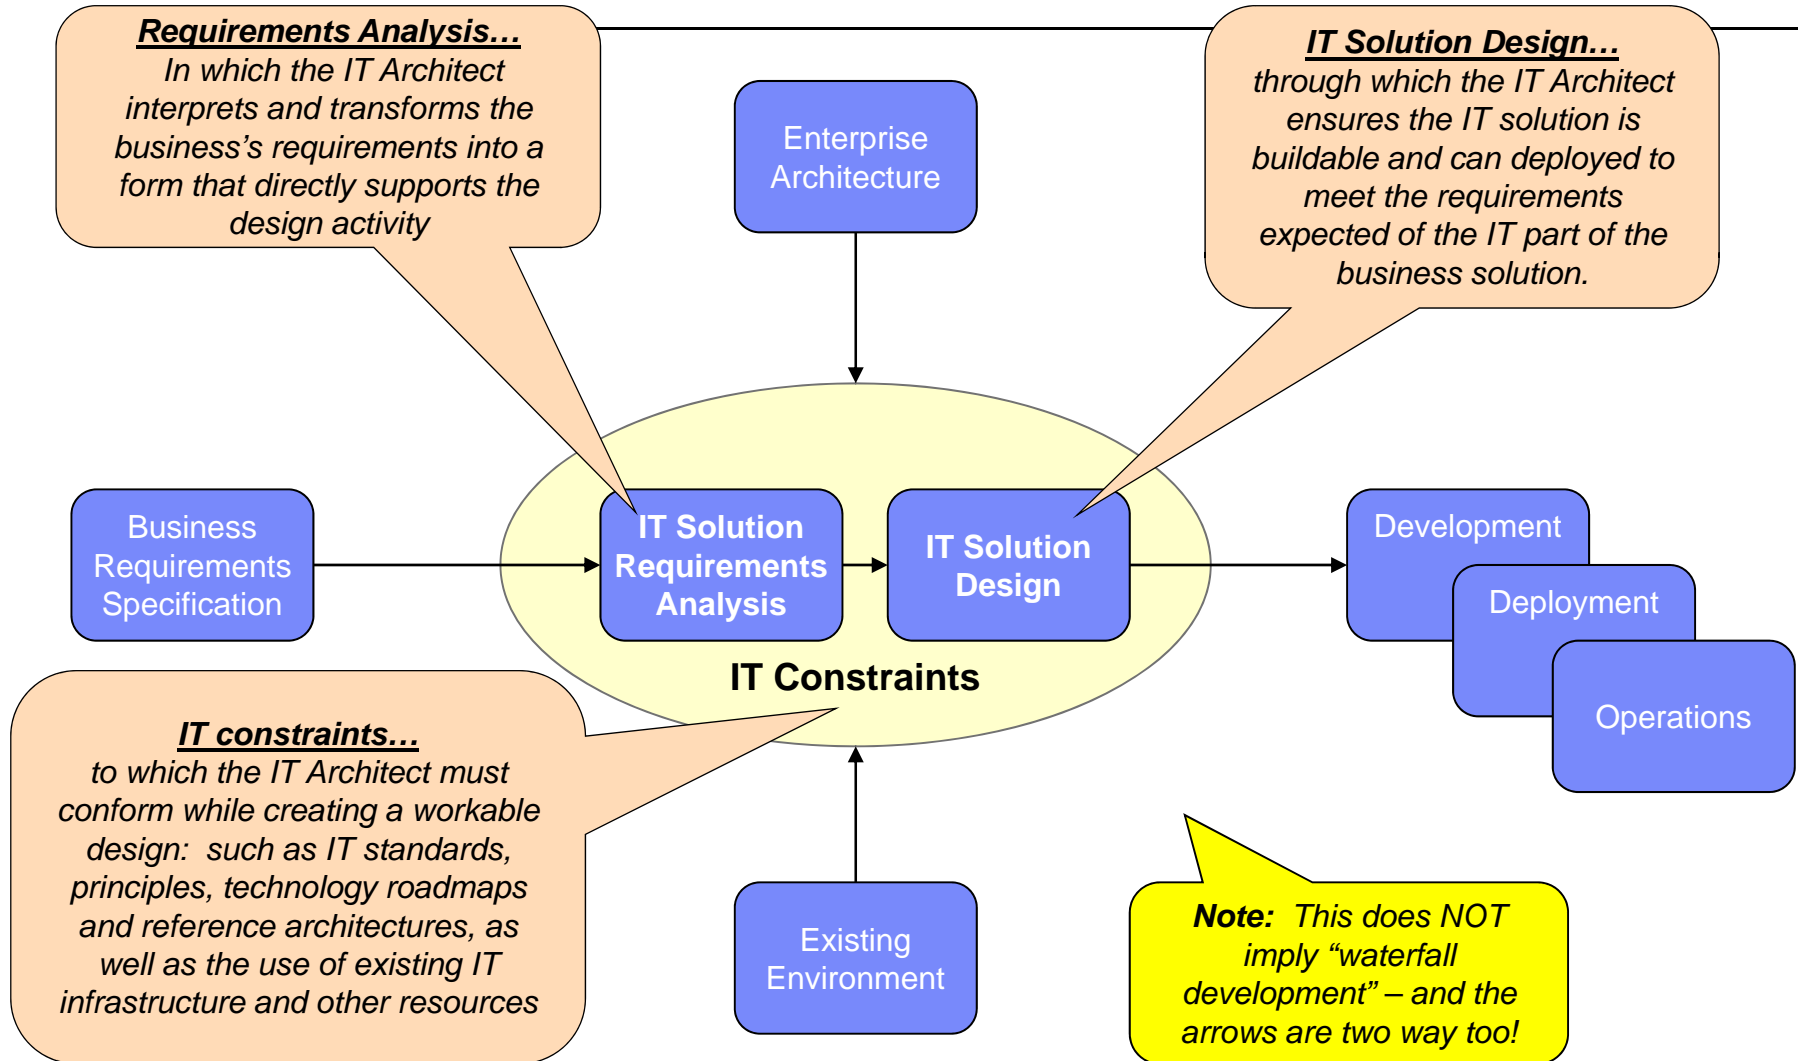 Requirements Analysis…
In which the IT Architect
interprets and transforms the
business’s requirements into a
form that directly supports the
design activity
Enterprise
Architecture
IT Solution Design…
through which the IT Architect
ensures the IT solution is
buildable and can deployed to
meet the requirements
expected of the IT part of the
business solution.
Business
Requirements
Specification
IT Solution
Requirements
Analysis
IT Solution
Design
Development
Deployment
Operations
IT Constraints
IT constraints…
to which the IT Architect must
conform while creating a workable
design:  such as IT standards,
principles, technology roadmaps
and reference architectures, as
well as the use of existing IT
infrastructure and other resources
Existing
Environment
Note:  This does NOT
imply “waterfall
development” – and the
arrows are two way too!